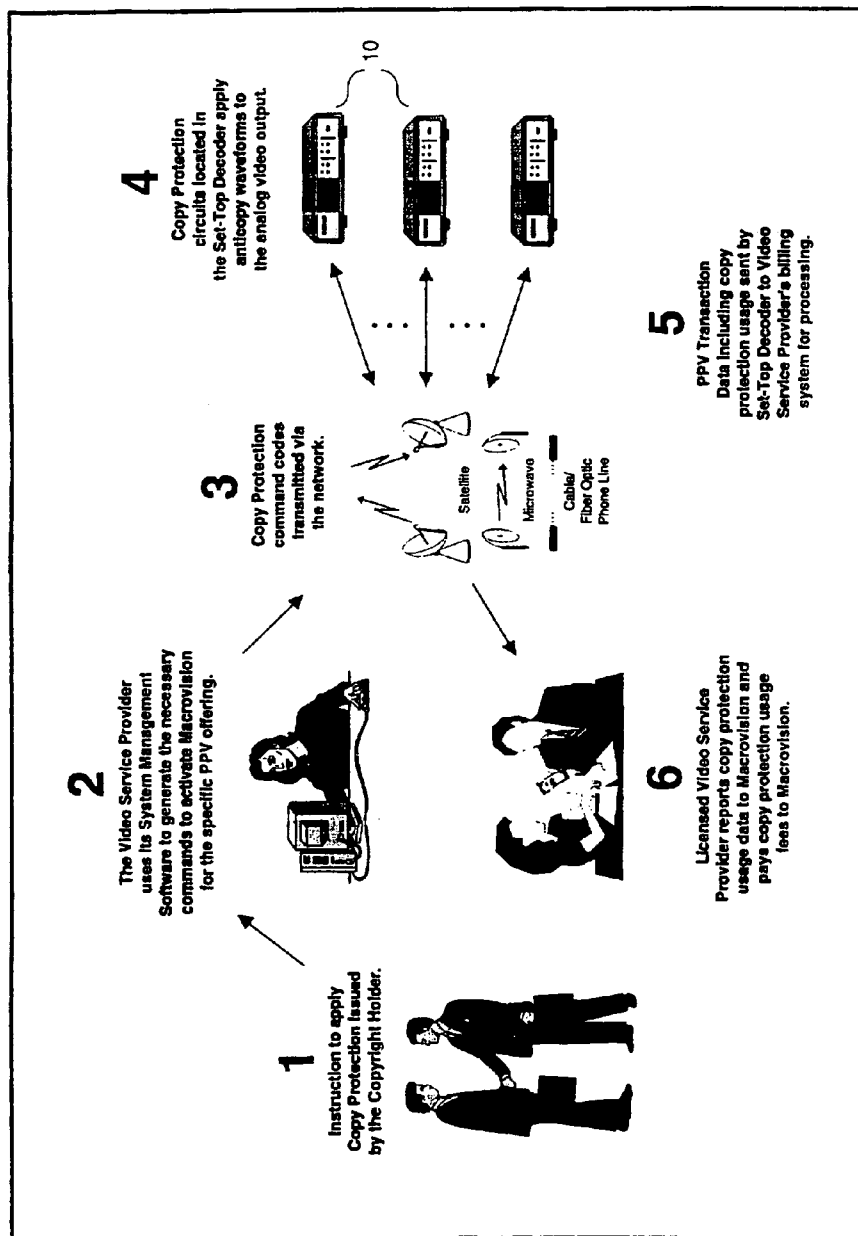 1
Instruction to apply
Copy Protection issued
by the Copyright Holder.
2
The Video Service Provider
uses its System Management
Software to generate the necessary
commands to activate Macrovision
for the specific PPV offering.
3
Copy Protection
command codes
transmitted via
the network.
Satellite
Microwave
Cable/
Fiber Optic
Phone Line
4
Copy Protection
circuits located in
the Set-Top Decoder apply
anticopy waveforms to
the analog video output.
10
5
PPV Transaction
Data including copy
protection usage sent by
Set-Top Decoder to Video
Service Provider's billing
system for processing.
6
Licensed Video Service
Provider reports copy protection
usage data to Macrovision and
pays copy protection usage
fees to Macrovision.